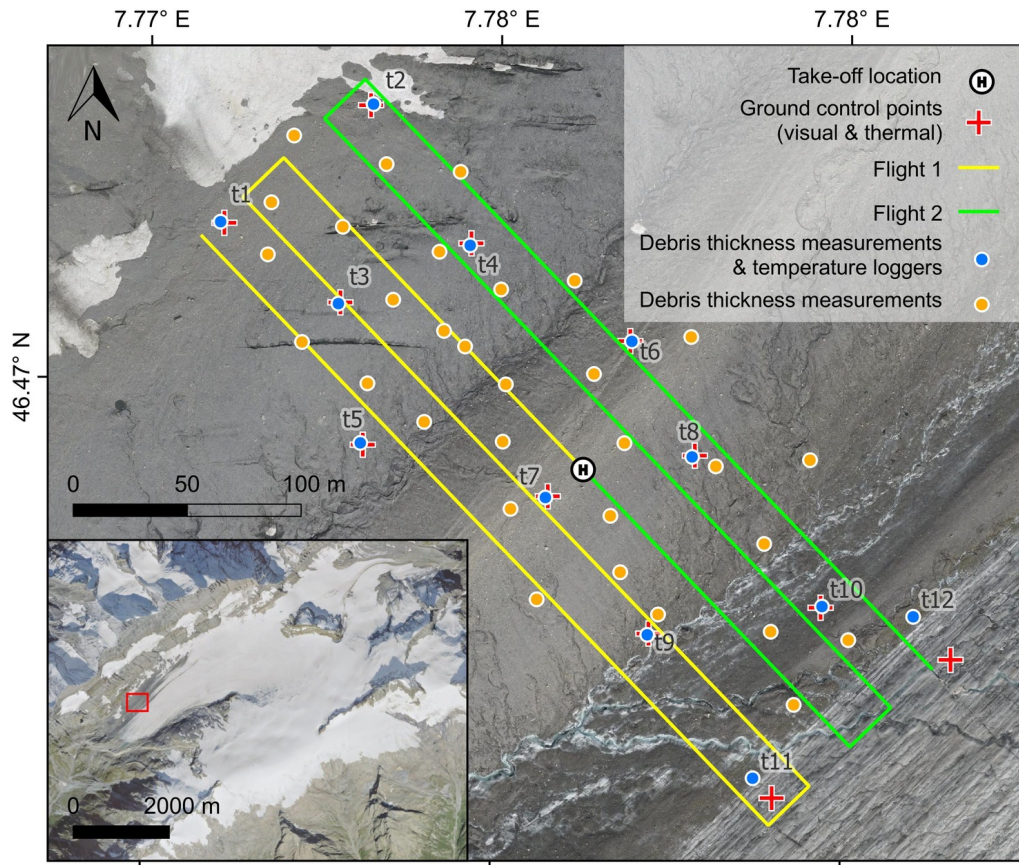 7.77° E
7.78° E
7.78° E
46.47° N
N
Take-off location
H
Ground control points
(visual & thermal)
Flight 1
Flight 2
Debris thickness measurements
& temperature loggers
Debris thickness measurements
t2
t1
t4
t3
t6
t5
t8
t7
H
t10
t12
t9
t11
0 50 100 m
0 2000 m